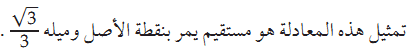 تمثيل هذه المعادلة هو مستقيم يمر بنقطة الأصل وميله √3/3 .